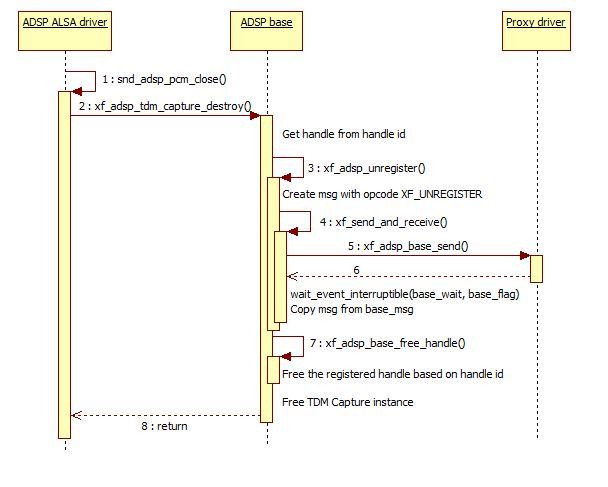 ADSP ALSA driver
ADSP base
Proxy driver
1 : snd_adsp_pcm_close()
2 : xf_adsp_tdm_capture_destroy()
Get handle from handle id
3 : xf_adsp_unregister()
Create msg with opcode XF_UNREGISTER
4 : xf_send_and_receive()
5 : xf_adsp_base_send()
6
wait_event_interruptible(base_wait, base_flag)
Copy msg from base_msg
7 : xf_adsp_base_free_handle()
Free the registered handle based on handle id
Free TDM Capture instance
8 : return